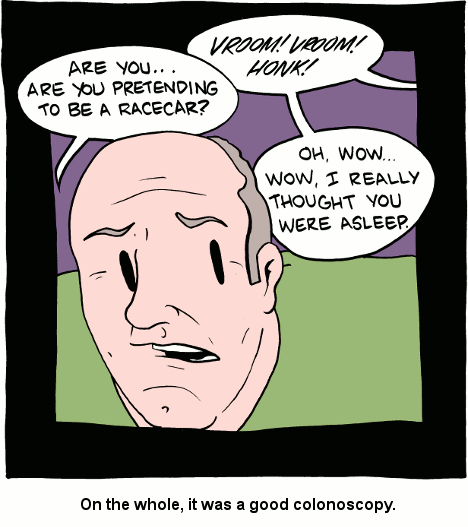 VROOM! VROOM!
HONK!
ARE YOU...
ARE YOU PRETENDING
TO BE A RACECAR?
OH, WOW...
WOW, I REALLY
THOUGHT YOU
WERE ASLEEP.
On the whole, it was a good colonoscopy.